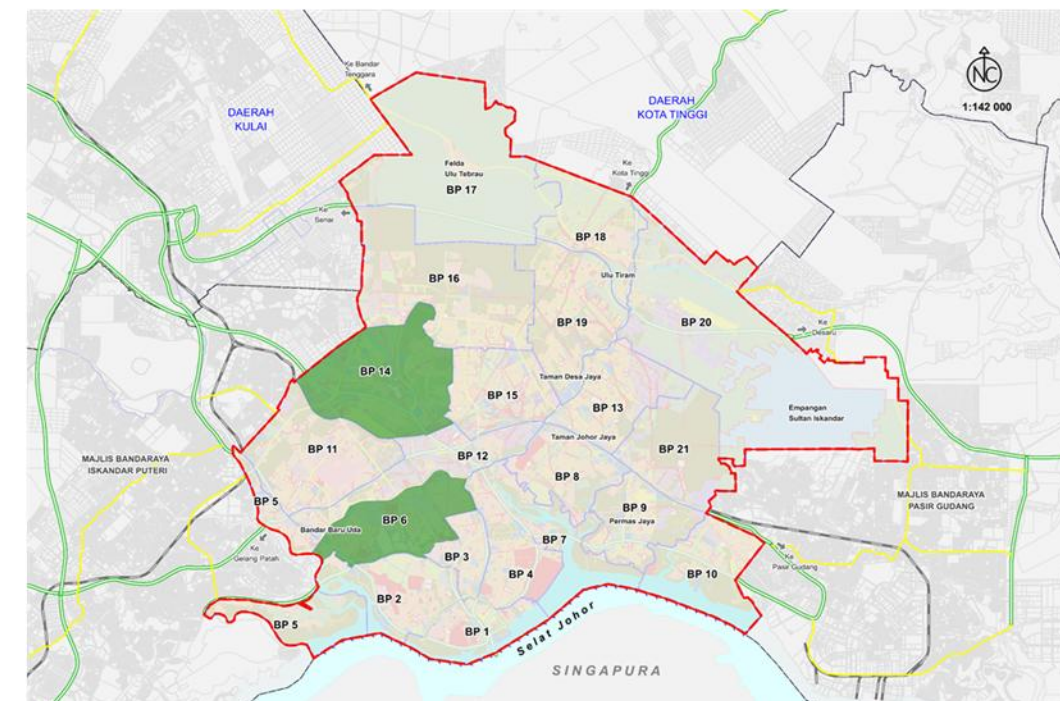 Ke Bandar
Tenggara
DAERAH
KULAI
DAERAH
KOTA TINGGI
NC
1:142 000
Felda
Ulu Tebrau
BP 17
Ke
Kota Tinggi
Ke
Senai
BP 18
Ulu Tiram
BP 16
BP 19
BP 20
Ke
Desaru
BP 14
Taman Desa Jaya
BP 15
BP 13
Empangan
Sultan Iskandar
Taman Johor Jaya
BP 11
BP 12
BP 21
MAJLIS BANDARAYA
ISKANDAR PUTERI
BP 8
MAJLIS BANDARAYA
PASIR GUDANG
BP 5
BP 9
BP 6
Permas Jaya
Bandar Baru Uda
BP 7
Ke
Gelang Patah
BP 3
Ke
Pasir Gudang
BP 4
BP 10
BP 2
BP 5
BP 1
Selat Johor
SINGAPURA